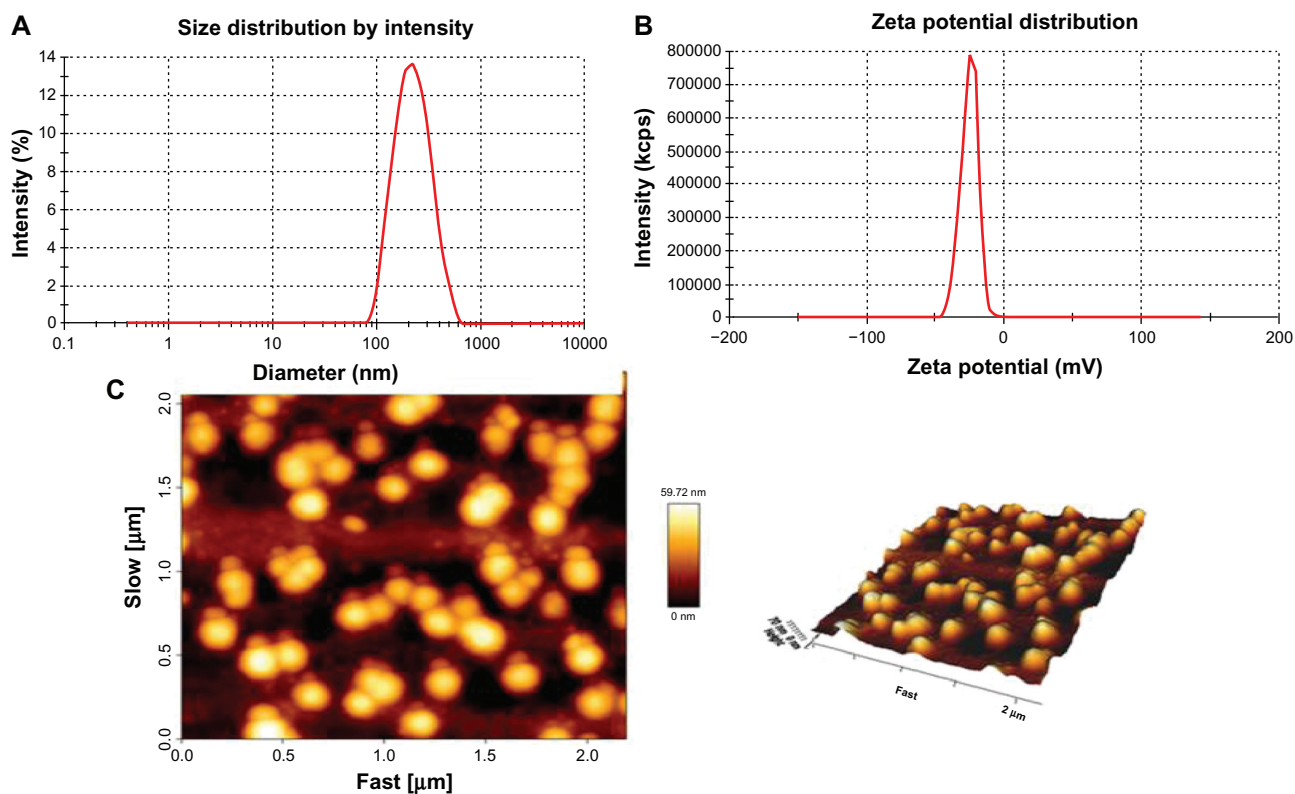 A
Size distribution by intensity
14
12
10
8
6
4
2
0
0.1 1 10 100 1000 10000
Intensity (%)
Diameter (nm)
B
Zeta potential distribution
800000
700000
600000
500000
400000
300000
200000
100000
0
−200 −100 0 100 200
Intensity (kcps)
Zeta potential (mV)
C
2.0
1.5
1.0
0.5
0.0
0.0 0.5 1.0 1.5 2.0
Slow [µm]
Fast [µm]
59.72 nm
0 nm
Height
Fast
2 µm